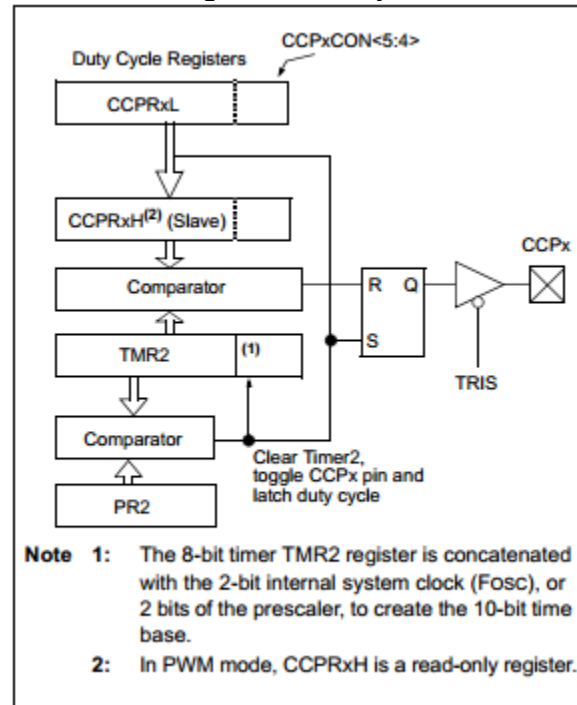 CCPxCON<5:4>
Duty Cycle Registers
CCPRxL
CCPRxH(2) (Slave)
CCPx
Comparator
R Q
TMR2
(1)
S
TRIS
Comparator
Clear Timer2,
toggle CCPx pin and
latch duty cycle
PR2
Note 1: The 8-bit timer TMR2 register is concatenated
with the 2-bit internal system clock (FOSC), or
2 bits of the prescaler, to create the 10-bit time
base.
2: In PWM mode, CCPRxH is a read-only register.